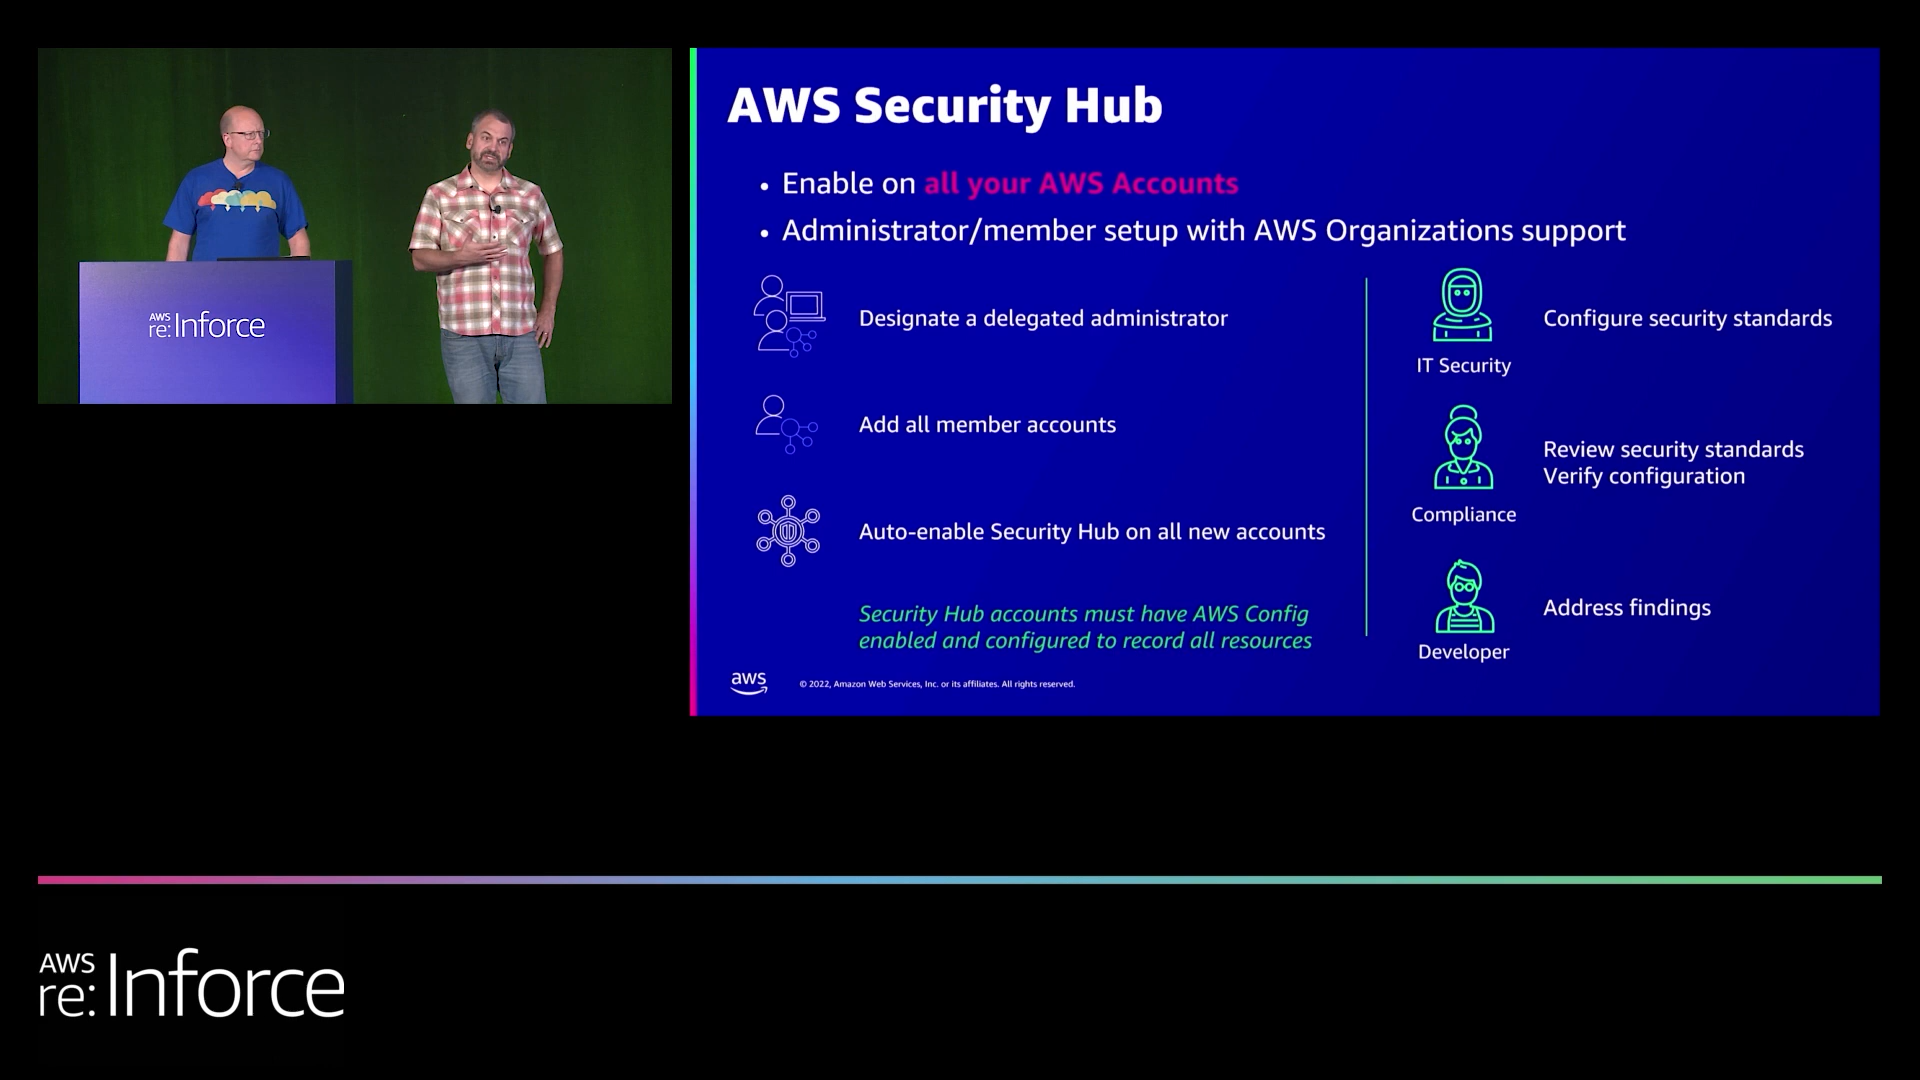 AWS
re:Inforce
AWS Security Hub
• Enable on all your AWS Accounts
• Administrator/member setup with AWS Organizations support
Designate a delegated administrator
Add all member accounts
Auto-enable Security Hub on all new accounts
Security Hub accounts must have AWS Config
enabled and configured to record all resources
IT Security
Configure security standards
Compliance
Review security standards
Verify configuration
Developer
Address findings
aws
© 2022, Amazon Web Services, Inc. or its affiliates. All rights reserved.
AWS
re:Inforce